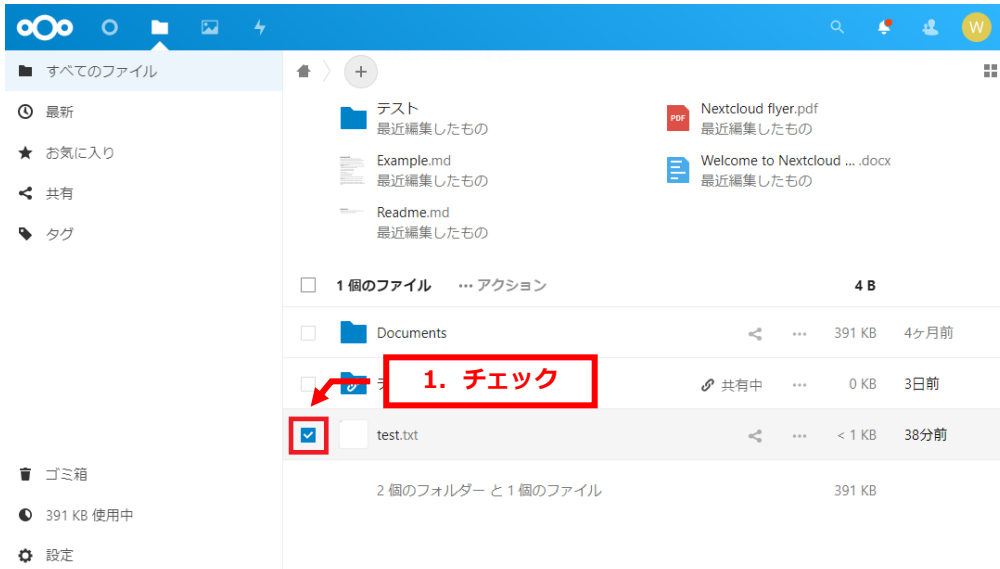 W
すべてのファイル
最新
お気に入り
共有
タグ
ゴミ箱
391 KB 使用中
設定
+
テスト
最近編集したもの
PDF
Nextcloud flyer.pdf
最近編集したもの
Example.md
最近編集したもの
Welcome to Nextcloud ... .docx
最近編集したもの
Readme.md
最近編集したもの
1 個のファイル ••• アクション 4 B
Documents ••• 391 KB 4ヶ月前
1. チェック
共有中 ••• 0 KB 3日前
test.txt ••• < 1 KB 38分前
2 個のフォルダー と 1 個のファイル 391 KB